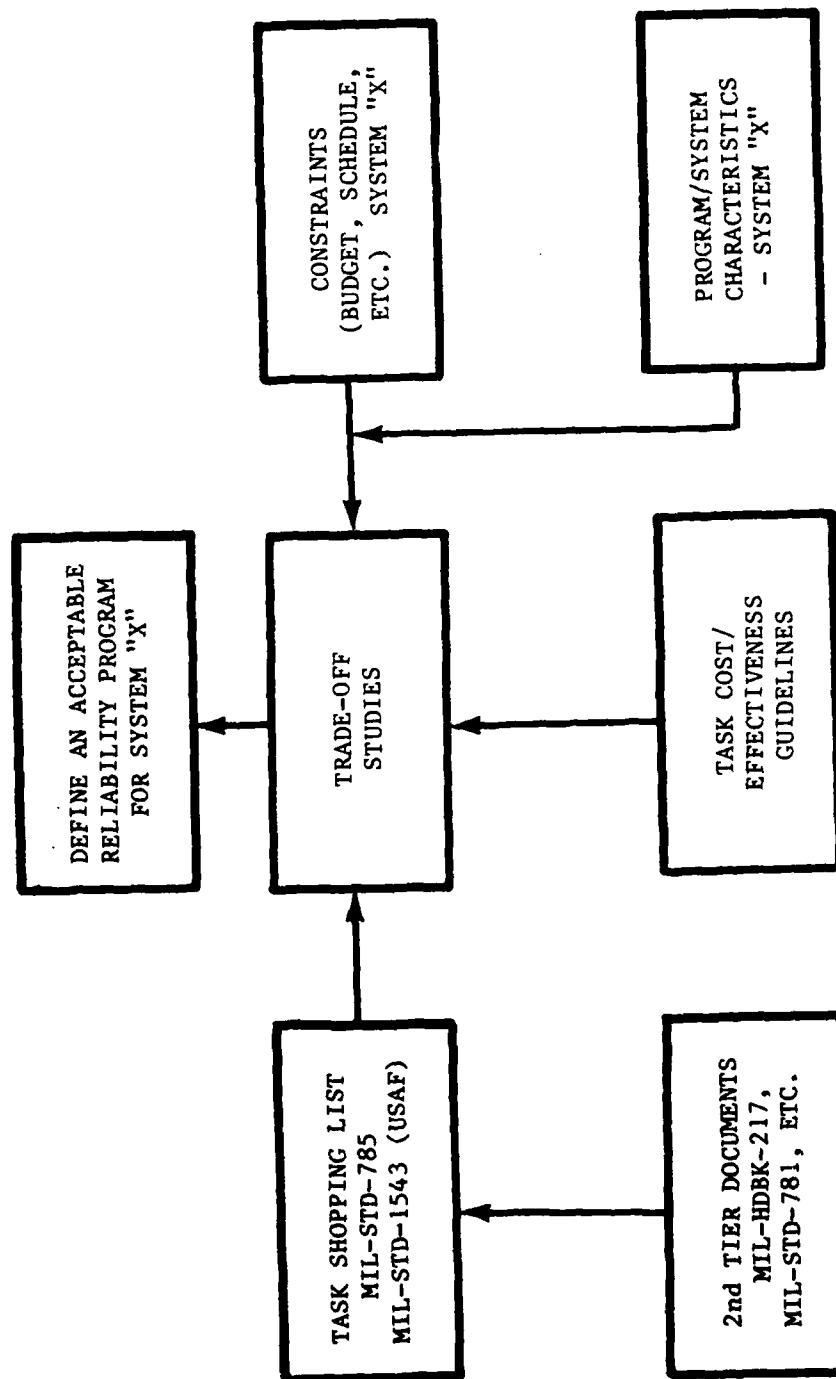 DEFINE AN ACCEPTABLE
RELIABILITY PROGRAM
FOR SYSTEM "X"
TASK SHOPPING LIST
MIL-STD-785
MIL-STD-1543 (USAF)
TRADE-OFF
STUDIES
CONSTRAINTS
(BUDGET, SCHEDULE,
ETC.) SYSTEM "X"
2nd TIER DOCUMENTS
MIL-HDBK-217,
MIL-STD-781, ETC.
TASK COST/
EFFECTIVENESS
GUIDELINES
PROGRAM/SYSTEM
CHARACTERISTICS
- SYSTEM "X"